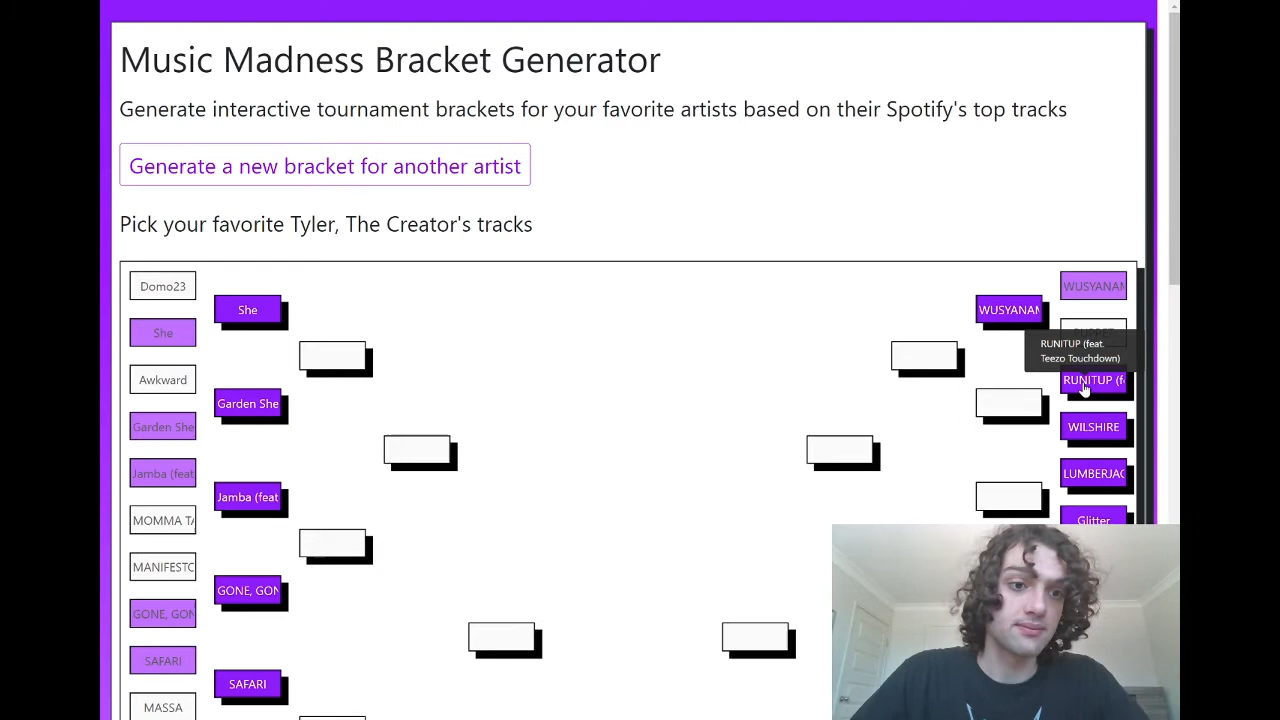 Music Madness Bracket Generator
Generate interactive tournament brackets for your favorite artists based on their Spotify's top tracks
Generate a new bracket for another artist
Pick your favorite Tyler, The Creator's tracks
Domo23
She
Awkward
Garden She
Jamba (feat
MOMMA TA
MANIFESTO
GONE, GON
SAFARI
MASSA
She
Garden She
Jamba (feat
GONE, GON
SAFARI
WUSYANAM
WUSYANAM
RUNITUP (feat.
Teezo Touchdown)
RUNITUP (fe
WILSHIRE
LUMBERJAC
Glitter